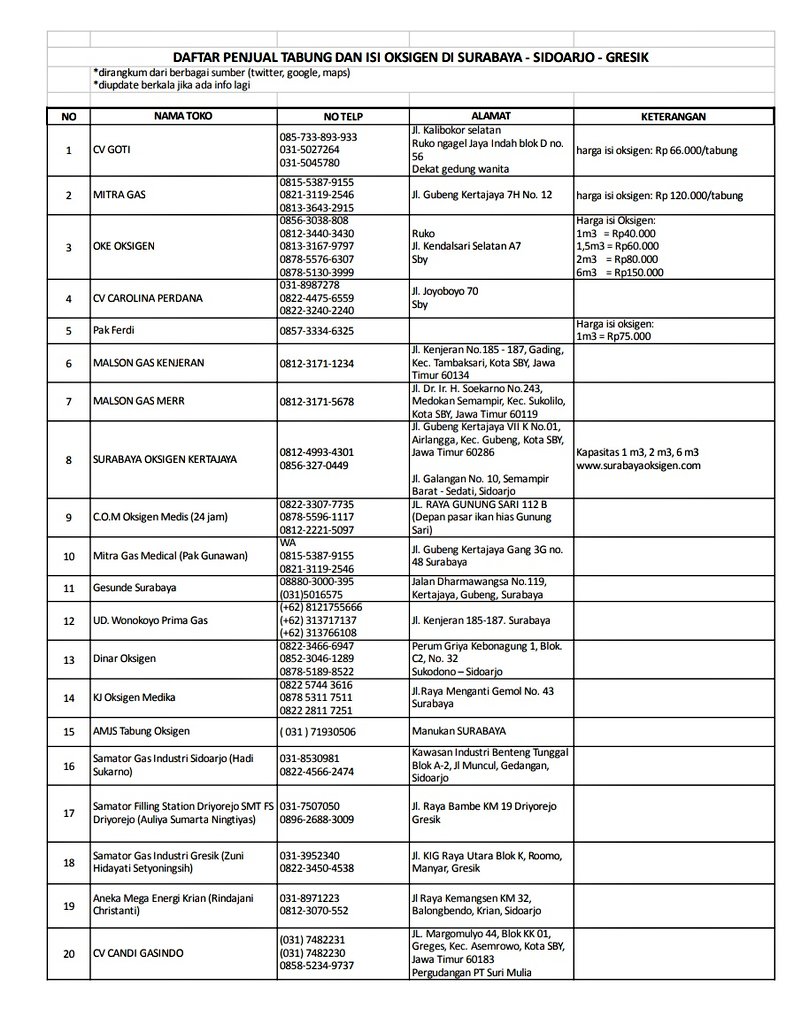 DAFTAR PENJUAL TABUNG DAN ISI OKSIGEN DI SURABAYA - SIDOARJO - GRESIK
*dirangkum dari berbagai sumber (twitter, google, maps)
*diupdate berkala jika ada info lagi
NO NAMA TOKO NO TELP ALAMAT KETERANGAN
1 CV GOTI
085-733-893-933
031-5027264
031-5045780
Jl. Kalibokor selatan
Ruko ngagel Jaya Indah blok D no.
56
Dekat gedung wanita
harga isi oksigen: Rp 66.000/tabung
2 MITRA GAS
0815-5387-9155
0821-3119-2546
0813-3643-2915
Jl. Gubeng Kertajaya 7H No. 12
harga isi oksigen: Rp 120.000/tabung
3 OKE OKSIGEN
0856-3038-808
0812-3440-3430
0813-3167-9797
0878-5576-6307
0878-5130-3999
Ruko
Jl. Kendalsari Selatan A7
Sby
Harga isi Oksigen:
1m3 = Rp40.000
1,5m3 = Rp60.000
2m3 = Rp80.000
6m3 = Rp150.000
4 CV CAROLINA PERDANA
031-8987278
0822-4475-6559
0822-3240-2240
Jl. Joyoboyo 70
Sby
5 Pak Ferdi
0857-3334-6325
Harga isi oksigen:
1m3 = Rp75.000
6 MALSON GAS KENJERAN
0812-3171-1234
Jl. Kenjeran No.185 - 187, Gading,
Kec. Tambaksari, Kota SBY, Jawa
Timur 60134
7 MALSON GAS MERR
0812-3171-5678
Jl. Dr. Ir. H. Soekarno No.243,
Medokan Semampir, Kec. Sukolilo,
Kota SBY, Jawa Timur 60119
8 SURABAYA OKSIGEN KERTAJAYA
0812-4993-4301
0856-327-0449
Jl. Gubeng Kertajaya VII K No.01,
Airlangga, Kec. Gubeng, Kota SBY,
Jawa Timur 60286
Jl. Galangan No. 10, Semampir
Barat - Sedati, Sidoarjo
Kapasitas 1 m3, 2 m3, 6 m3
www.surabayaoksigen.com
9 C.O.M Oksigen Medis (24 jam)
0822-3307-7735
0878-5596-1117
0812-2221-5097
JL. RAYA GUNUNG SARI 112 B
(Depan pasar ikan hias Gunung
Sari)
10 Mitra Gas Medical (Pak Gunawan)
WA
0815-5387-9155
0821-3119-2546
Jl. Gubeng Kertajaya Gang 3G no.
48 Surabaya
11 Gesunde Surabaya
08880-3000-395
(031)5016575
Jalan Dharmawangsa No.119,
Kertajaya, Gubeng, Surabaya
12 UD. Wonokoyo Prima Gas
(+62) 8121755666
(+62) 313717137
(+62) 313766108
Jl. Kenjeran 185-187. Surabaya
13 Dinar Oksigen
0822-3466-6947
0852-3046-1289
0878-5189-8522
Perum Griya Kebonagung 1, Blok.
C2, No. 32
Sukodono – Sidoarjo
14 KJ Oksigen Medika
0822 5744 3616
0878 5311 7511
0822 2811 7251
Jl.Raya Menganti Gemol No. 43
Surabaya
15 AMJS Tabung Oksigen
( 031 ) 71930506
Manukan SURABAYA
16 Samator Gas Industri Sidoarjo (Hadi
Sukarno)
031-8530981
0822-4566-2474
Kawasan Industri Benteng Tunggal
Blok A-2, Jl Muncul, Gedangan,
Sidoarjo
17 Samator Filling Station Driyorejo SMT FS
Driyorejo (Auliya Sumarta Ningtiyas)
031-7507050
0896-2688-3009
Jl. Raya Bambe KM 19 Driyorejo
Gresik
18 Samator Gas Industri Gresik (Zuni
Hidayati Setyoningsih)
031-3952340
0822-3450-4538
Jl. KIG Raya Utara Blok K, Roomo,
Manyar, Gresik
19 Aneka Mega Energi Krian (Rindajani
Christanti)
031-8971223
0812-3070-552
Jl Raya Kemangsen KM 32,
Balongbendo, Krian, Sidoarjo
20 CV CANDI GASINDO
(031) 7482231
(031) 7482230
0858-5234-9737
JL. Margomulyo 44, Blok KK 01,
Greges, Kec. Asemrowo, Kota SBY,
Jawa Timur 60183
Pergudangan PT Suri Mulia